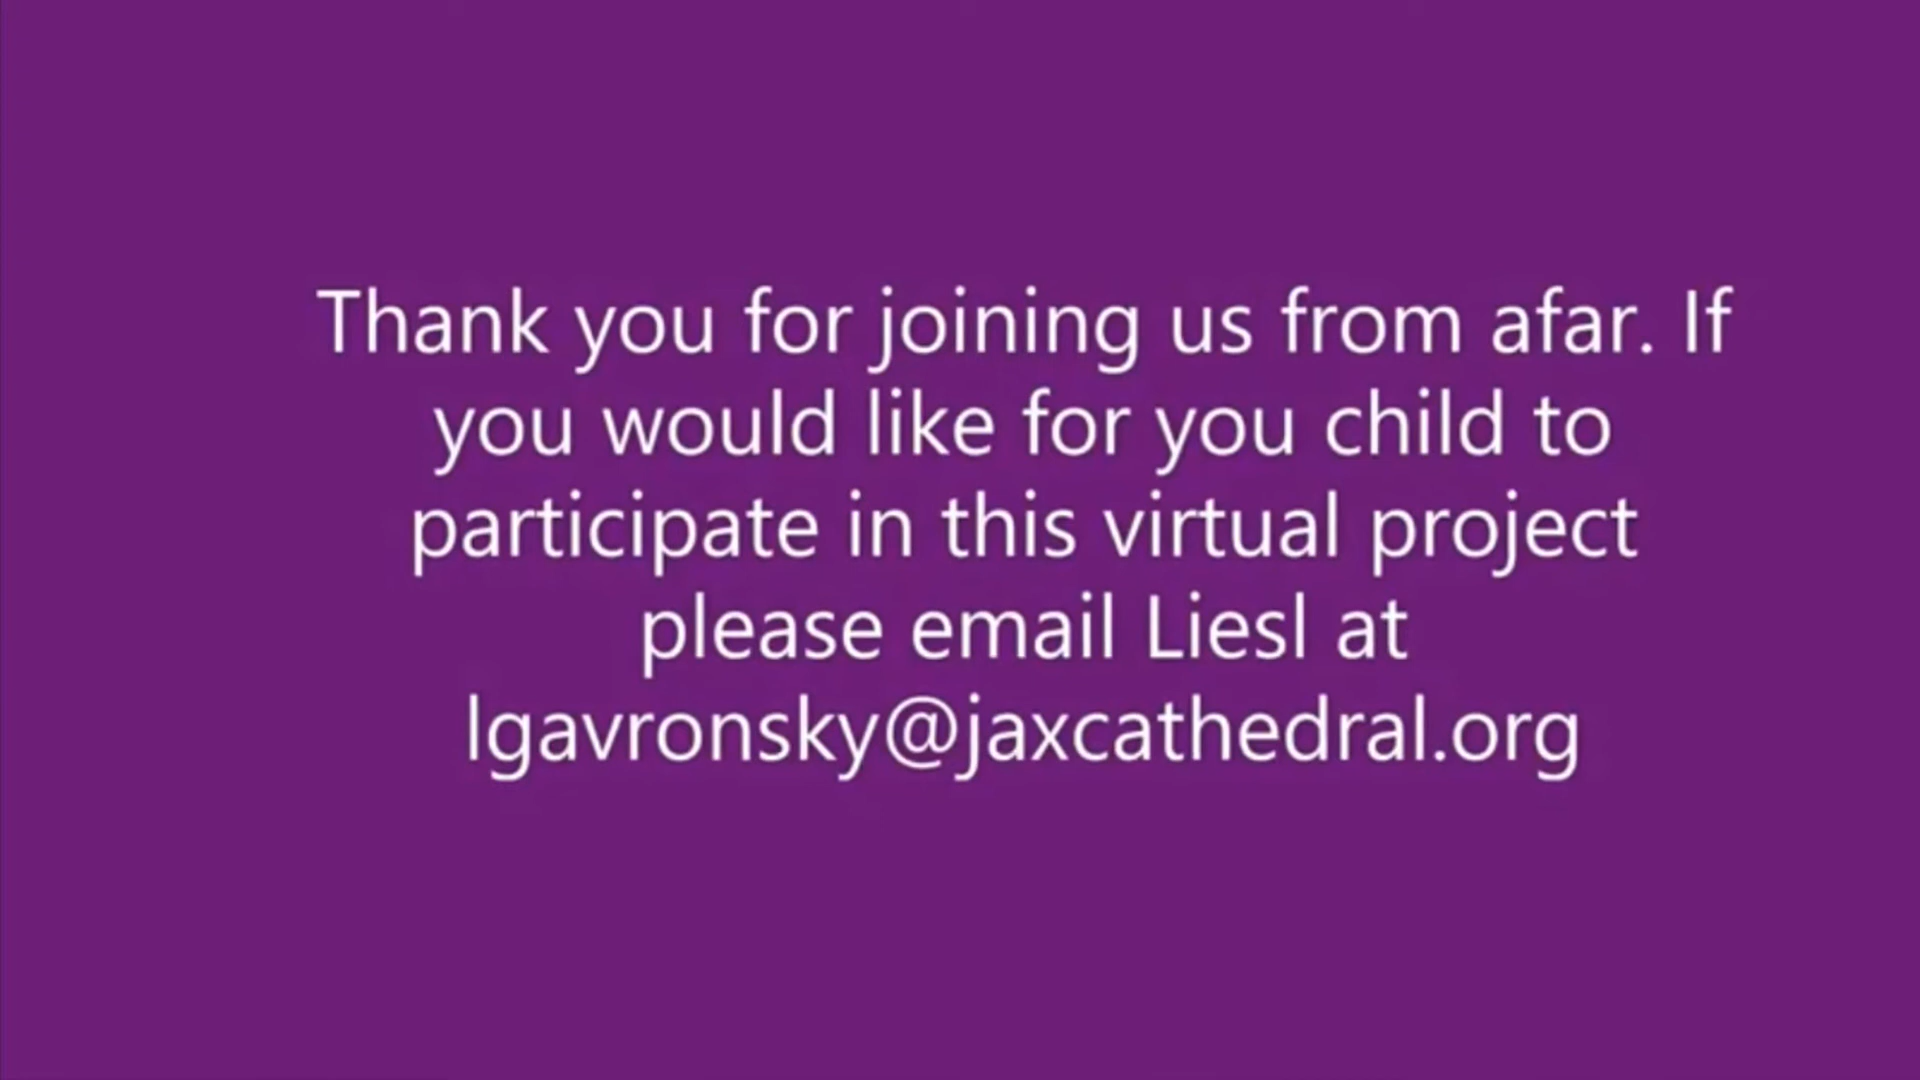 Thank you for joining us from afar. If
you would like for you child to
participate in this virtual project
please email Liesl at
lgavronsky@jaxcathedral.org